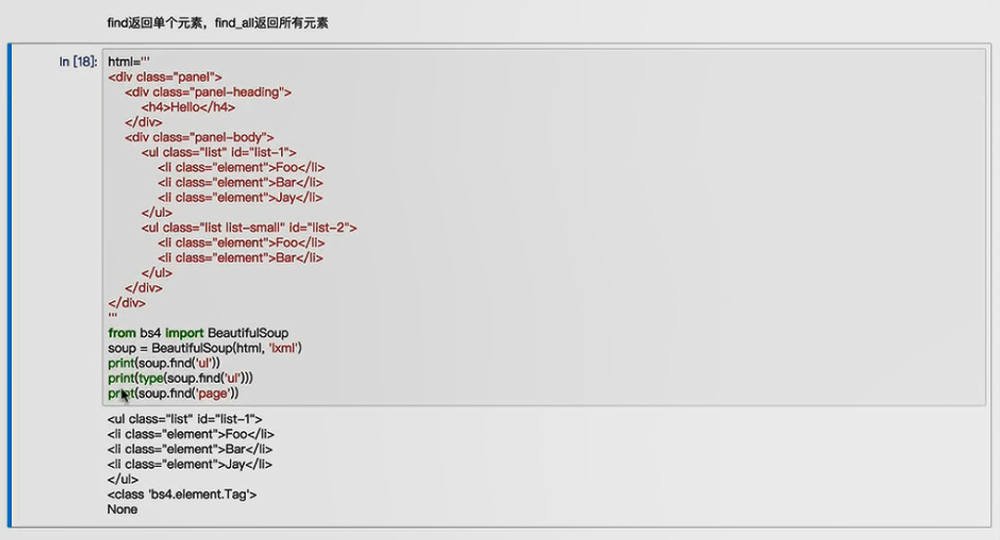 find返回单个元素，find_all返回所有元素
In [18]: html='''
<div class="panel">
    <div class="panel-heading">
        <h4>Hello</h4>
    </div>
    <div class="panel-body">
        <ul class="list" id="list-1">
            <li class="element">Foo</li>
            <li class="element">Bar</li>
            <li class="element">Jay</li>
        </ul>
        <ul class="list list-small" id="list-2">
            <li class="element">Foo</li>
            <li class="element">Bar</li>
        </ul>
    </div>
</div>
'''
from bs4 import BeautifulSoup
soup = BeautifulSoup(html, 'lxml')
print(soup.find('ul'))
print(type(soup.find('ul')))
print(soup.find('page'))
<ul class="list" id="list-1">
<li class="element">Foo</li>
<li class="element">Bar</li>
<li class="element">Jay</li>
</ul>
<class 'bs4.element.Tag'>
None